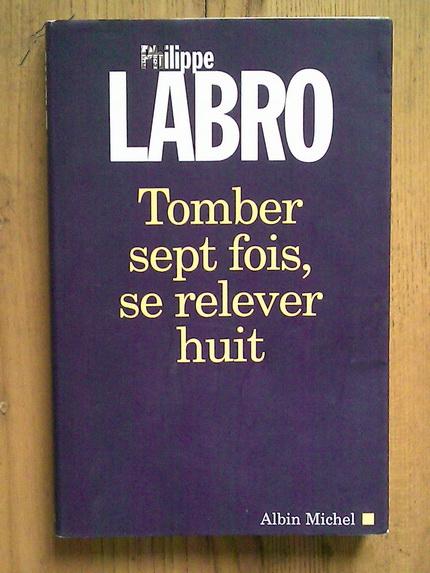 Philippe
LABRO
Tomber
sept fois,
se relever
huit
Albin Michel